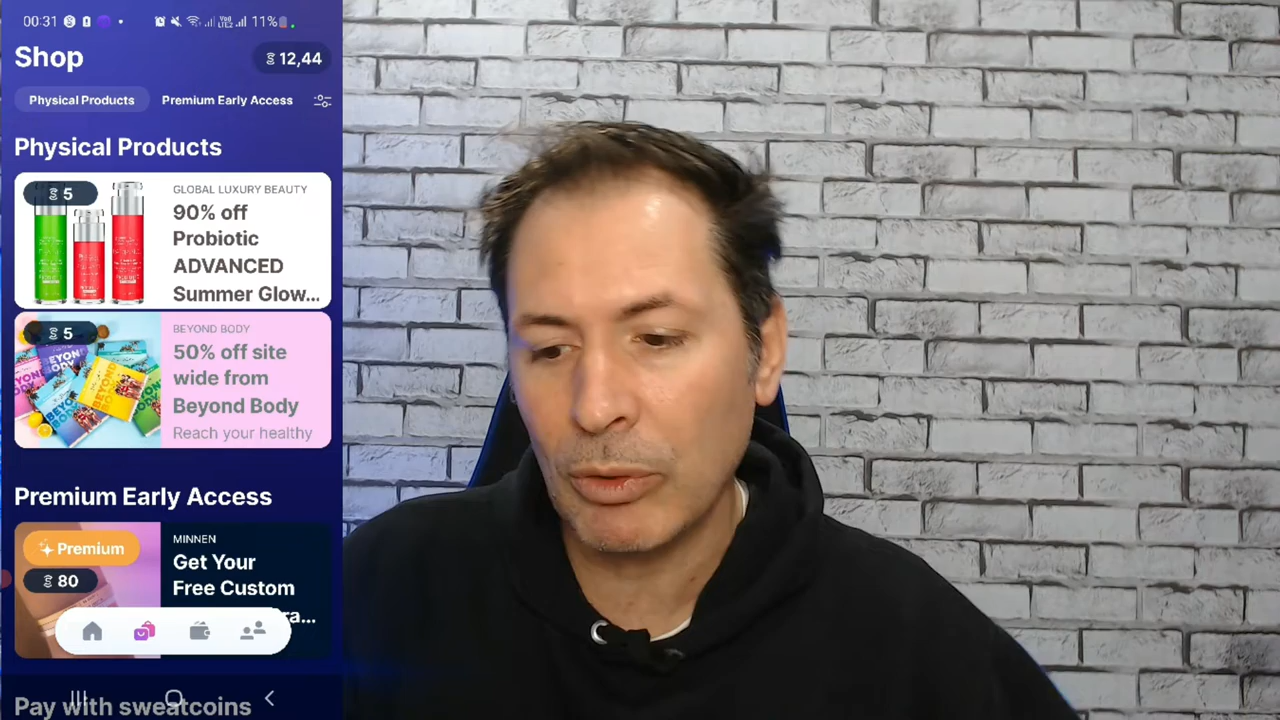 00:31
11%
Shop
12,44
Physical Products
Premium Early Access
Physical Products
5
GLOBAL LUXURY BEAUTY
90% off
Probiotic
ADVANCED
Summer Glow...
5
BEYOND BODY
50% off site
wide from
Beyond Body
Reach your healthy
Premium Early Access
Premium
80
MINNEN
Get Your
Free Custom
ra...
Pay with sweatcoins